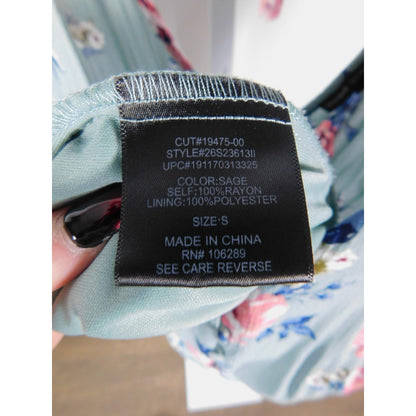 CUT#19475-00
STYLE#26S23613II
UPC#191170313325
COLOR:SAGE
SELF:100%RAYON
LINING:100%POLYESTER
SIZE:S
MADE IN CHINA
RN# 106289
SEE CARE REVERSE